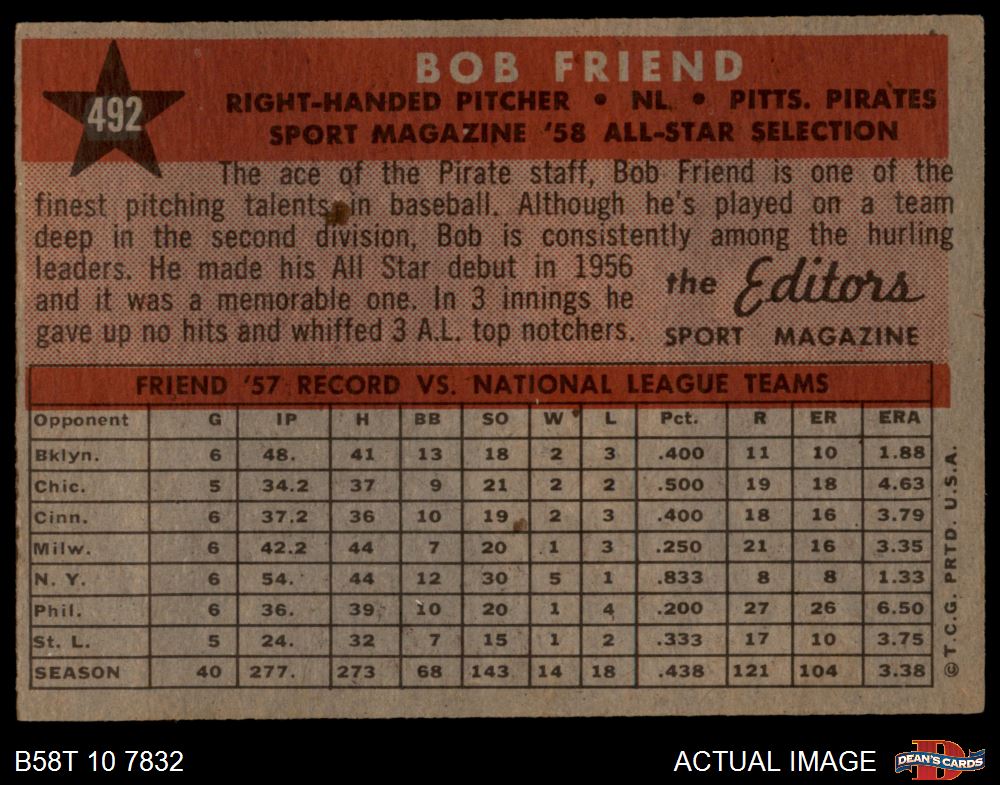 492
BOB FRIEND
RIGHT-HANDED PITCHER • NL • PITTS. PIRATES
SPORT MAGAZINE '58 ALL-STAR SELECTION
The ace of the Pirate staff, Bob Friend is one of the
finest pitching talents in baseball. Although he's played on a team
deep in the second division, Bob is consistently among the hurling
leaders. He made his All Star debut in 1956
and it was a memorable one. In 3 innings he
gave up no hits and whiffed 3 A.L. top notchers.
the Editors
SPORT MAGAZINE
FRIEND '57 RECORD VS. NATIONAL LEAGUE TEAMS
Opponent G IP H BB SO W L Pct. R ER ERA
Bklyn. 6 48. 41 13 18 2 3 .400 11 10 1.88
Chic. 5 34.2 37 9 21 2 2 .500 19 18 4.63
Cinn. 6 37.2 36 10 19 2 3 .400 18 16 3.79
Milw. 6 42.2 44 7 20 1 3 .250 21 16 3.35
N. Y. 6 54. 44 12 30 5 1 .833 8 8 1.33
Phil. 6 36. 39 10 20 1 4 .200 27 26 6.50
St. L. 5 24. 32 7 15 1 2 .333 17 10 3.75
SEASON 40 277. 273 68 143 14 18 .438 121 104 3.38
© T.C.G. PRTD. U.S.A.
B58T 10 7832
ACTUAL IMAGE
DEAN'S CARDS